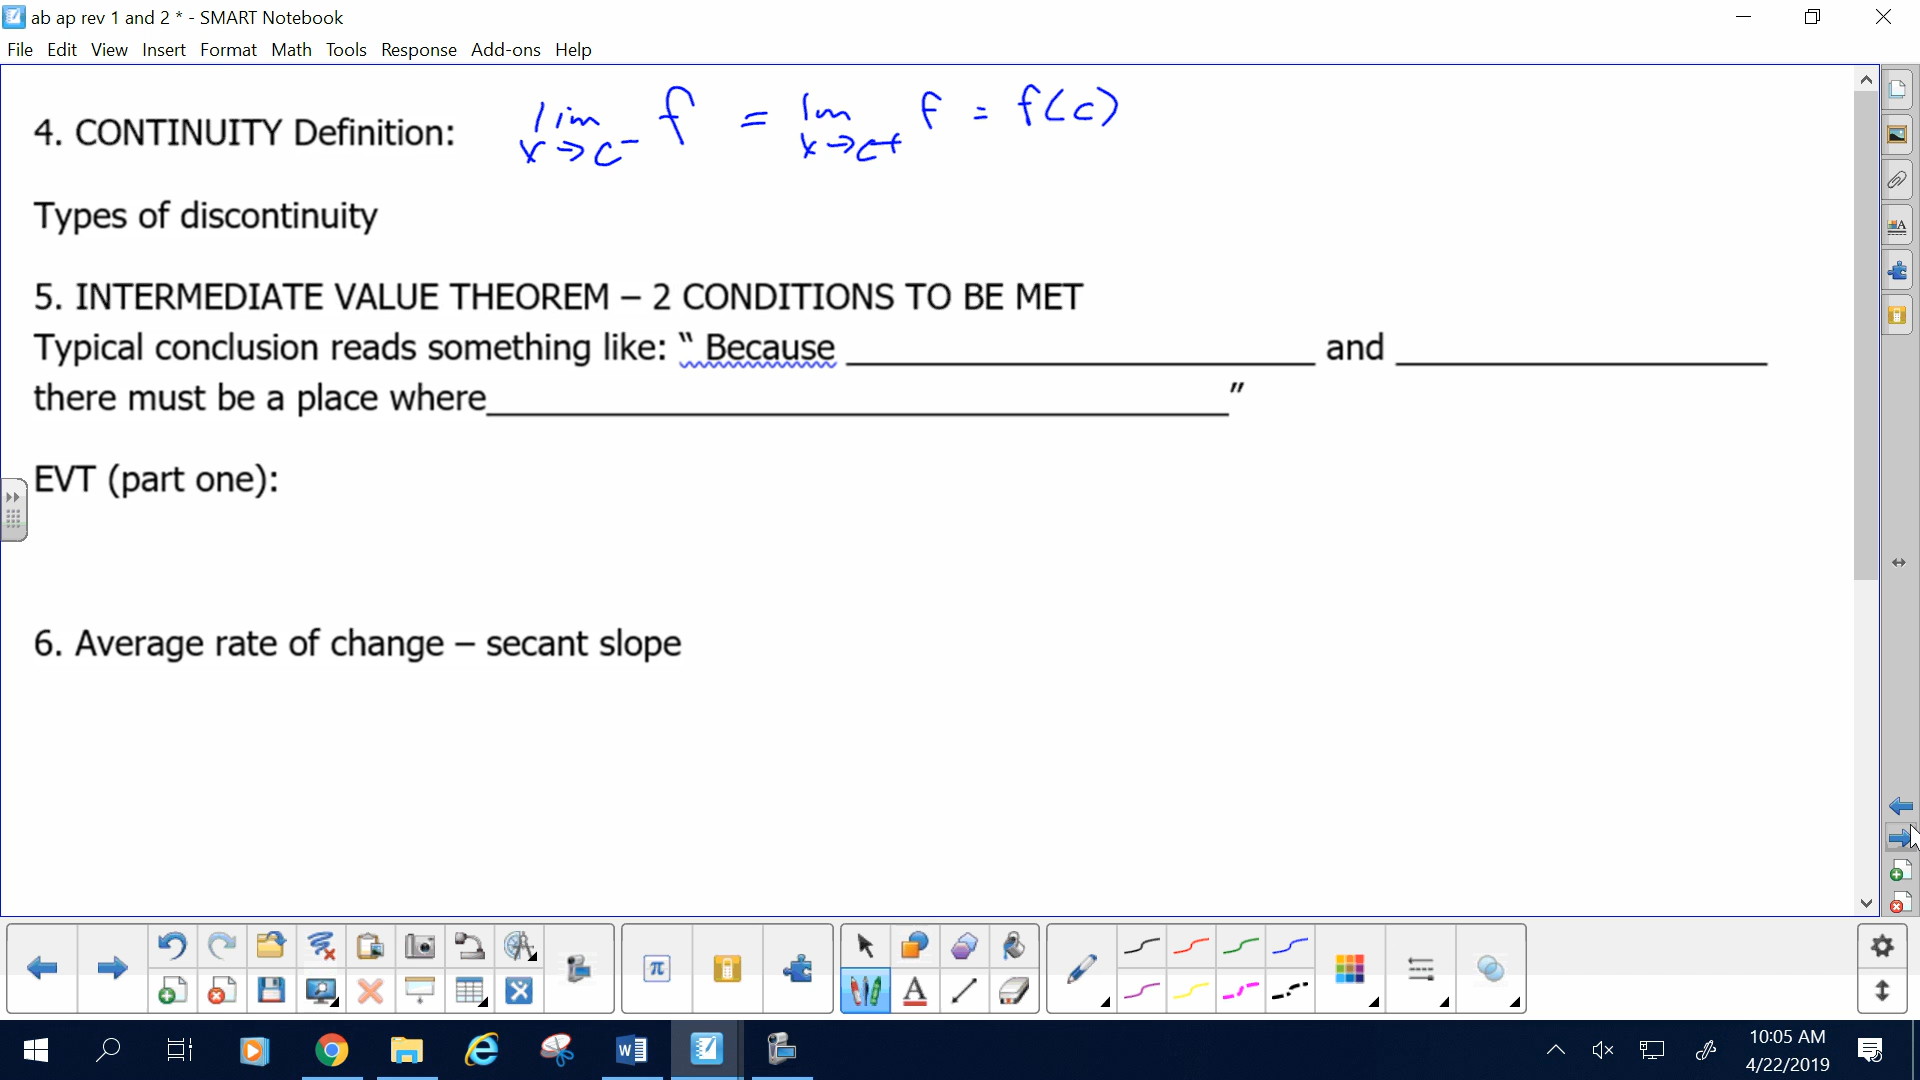 ab ap rev 1 and 2 * - SMART Notebook
File Edit View Insert Format Math Tools Response Add-ons Help
4. CONTINUITY Definition: lim x→c⁻ f = lim x→c+ f = f(c)
Types of discontinuity
5. INTERMEDIATE VALUE THEOREM – 2 CONDITIONS TO BE MET
Typical conclusion reads something like: “ Because ______ and ______
there must be a place where______”
EVT (part one):
6. Average rate of change – secant slope
10:05 AM
4/22/2019